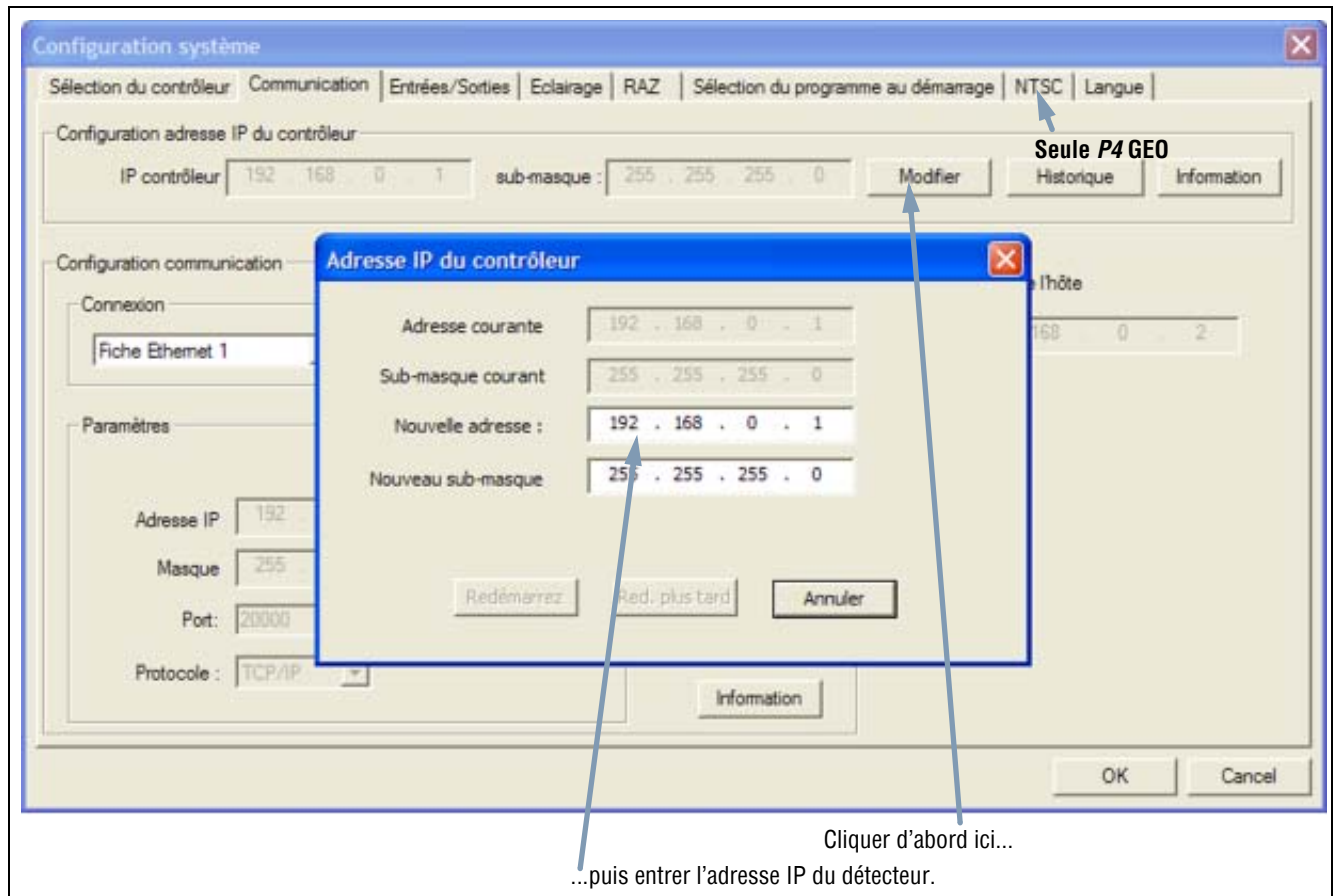 Configuration système
Sélection du contrôleur Communication Entrées/Sorties Eclairage RAZ Sélection du programme au démarrage NTSC Langue
Configuration adresse IP du contrôleur
Seule P4 GEO
IP contrôleur 192 . 168 . 0 . 1 sub-masque : 255 . 255 . 255 . 0 Modifier Historique Information
Configuration communication
Adresse IP du contrôleur
Connexion
l'hôte
Fiche Ethernet 1
168 . 0 . 2
Adresse courante 192 . 168 . 0 . 1
Sub-masque courant 255 . 255 . 255 . 0
Paramètres
Nouvelle adresse : 192 . 168 . 0 . 1
Nouveau sub-masque 255 . 255 . 255 . 0
Adresse IP 192
Masque 255
Redémarrez Red. plus tard Annuler
Port: 20000
Protocole : TCP/IP
Information
OK Cancel
Cliquer d'abord ici...
...puis entrer l'adresse IP du détecteur.